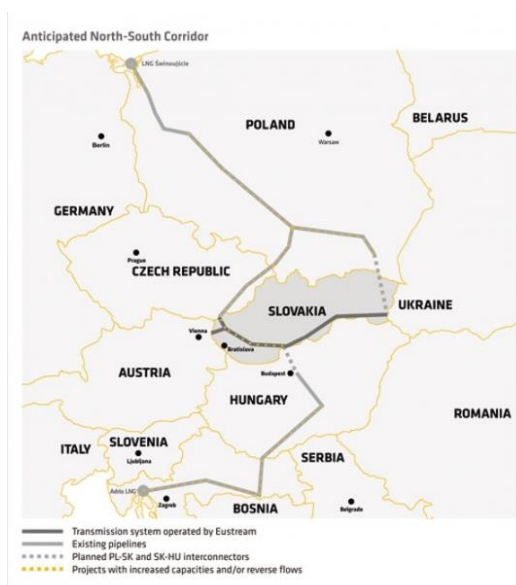 Anticipated North-South Corridor
LNG Świnoujście
BELARUS
POLAND
Berlin
Warsaw
GERMANY
Prague
CZECH REPUBLIC
UKRAINE
SLOVAKIA
Vienna
Bratislava
AUSTRIA
Budapest
HUNGARY
ROMANIA
ITALY
SLOVENIA
SERBIA
Ljubljana
Adria LNG
Zagreb
BOSNIA
Belgrade
Transmission system operated by Eustream
Existing pipelines
Planned PL-SK and SK-HU interconnectors
Projects with increased capacities and/or reverse flows